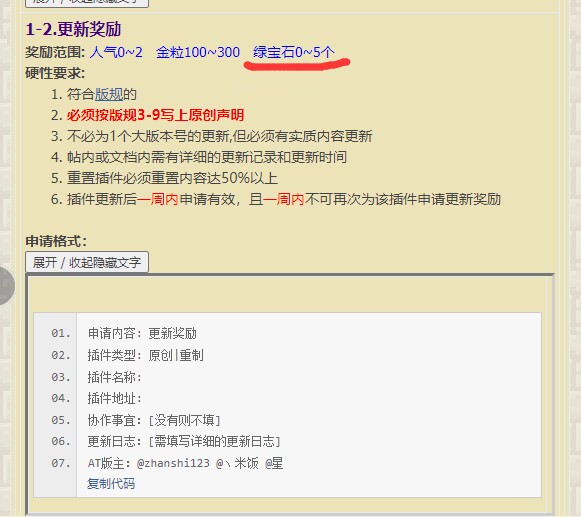 展开 / 收起隐藏文字
1-2.更新奖励
奖励范围: 人气0~2 金粒100~300 绿宝石0~5个
硬性要求:
1. 符合版规的
2. 必须按版规3-9写上原创声明
3. 不必为1个大版本号的更新,但必须有实质内容更新
4. 帖内或文档内需有详细的更新记录和更新时间
5. 重置插件必须重置内容达50%以上
6. 插件更新后一周内申请有效，且一周内不可再次为该插件申请更新奖励
申请格式：
展开 / 收起隐藏文字
01. 申请内容: 更新奖励
02. 插件类型: 原创|重制
03. 插件名称:
04. 插件地址:
05. 协作事宜: [没有则不填]
06. 更新日志: [需填写详细的更新日志]
07. AT版主: @zhanshi123 @ヽ米饭 @星
复制代码